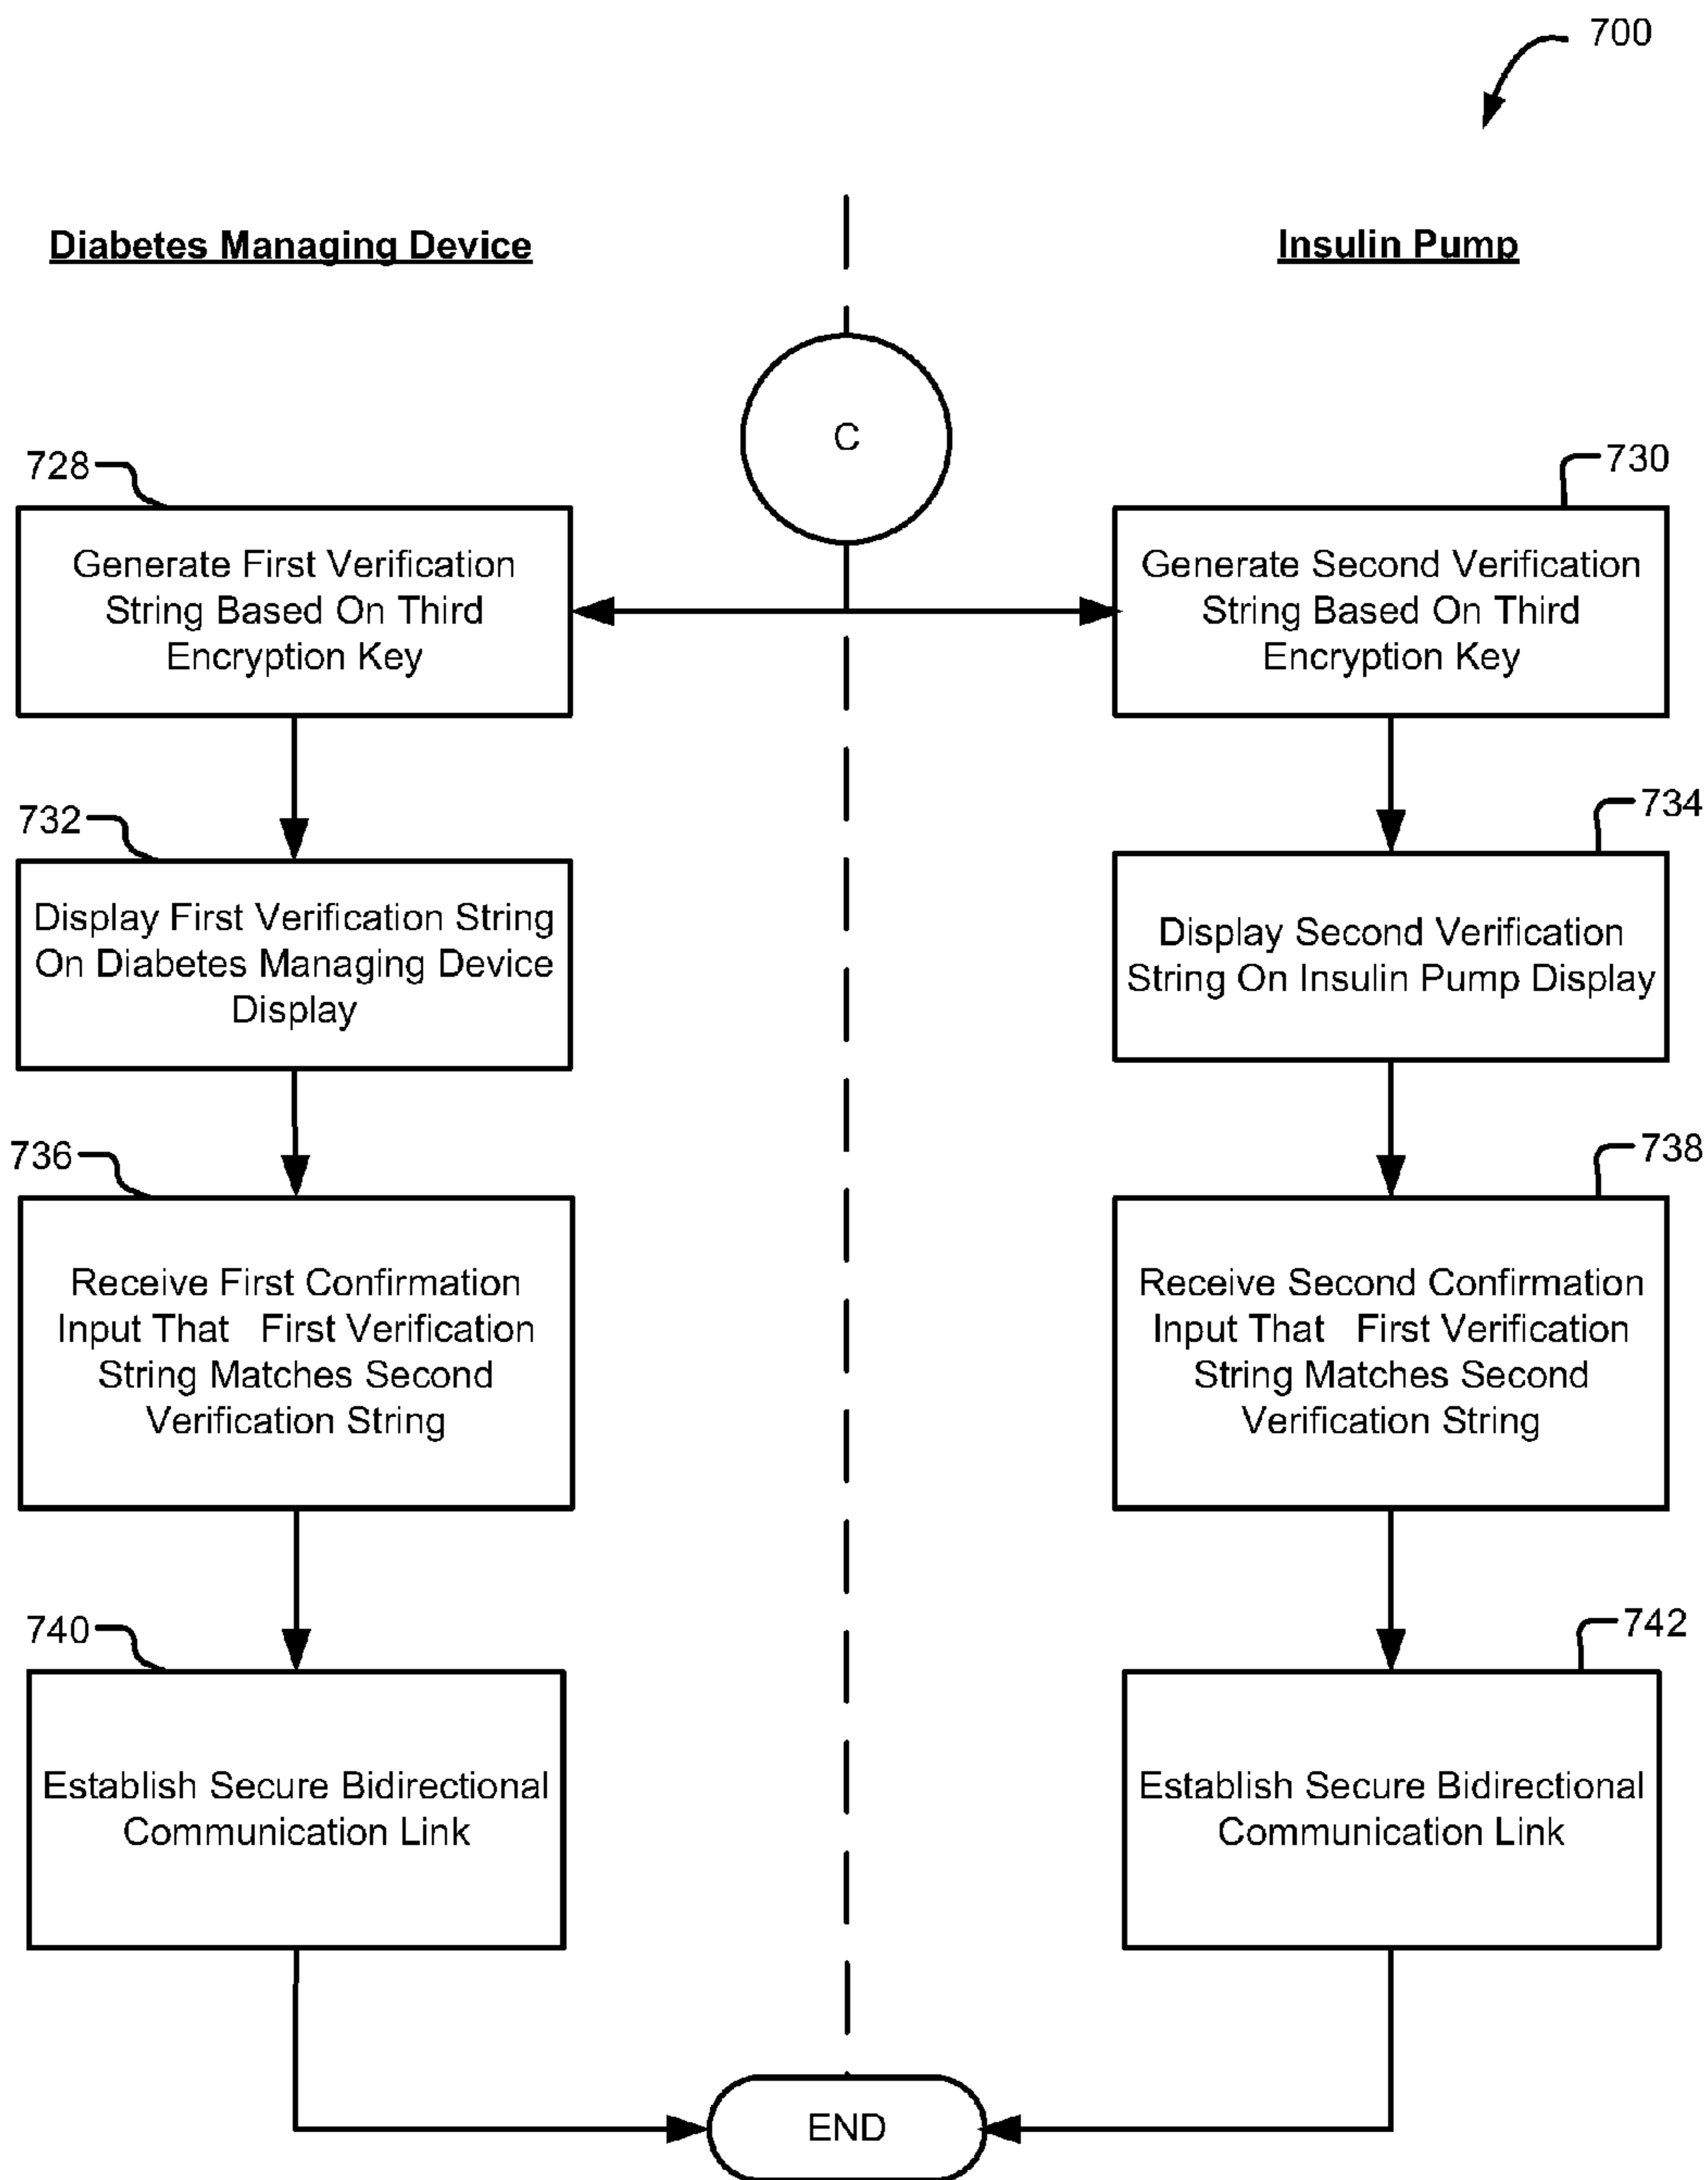 700
Diabetes Managing Device
Insulin Pump
C
728
Generate First Verification
String Based On Third
Encryption Key
730
Generate Second Verification
String Based On Third
Encryption Key
732
Display First Verification String
On Diabetes Managing Device
Display
734
Display Second Verification
String On Insulin Pump Display
736
Receive First Confirmation
Input That First Verification
String Matches Second
Verification String
738
Receive Second Confirmation
Input That First Verification
String Matches Second
Verification String
740
Establish Secure Bidirectional
Communication Link
742
Establish Secure Bidirectional
Communication Link
END